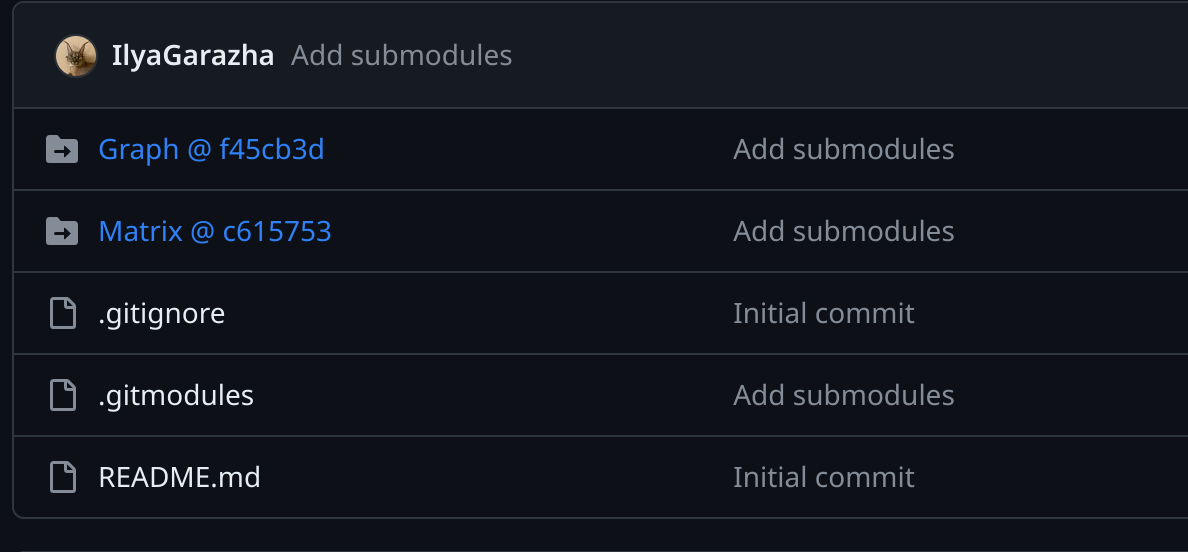 IlyaGarazha Add submodules
Graph @ f45cb3d Add submodules
Matrix @ c615753 Add submodules
.gitignore Initial commit
.gitmodules Add submodules
README.md Initial commit